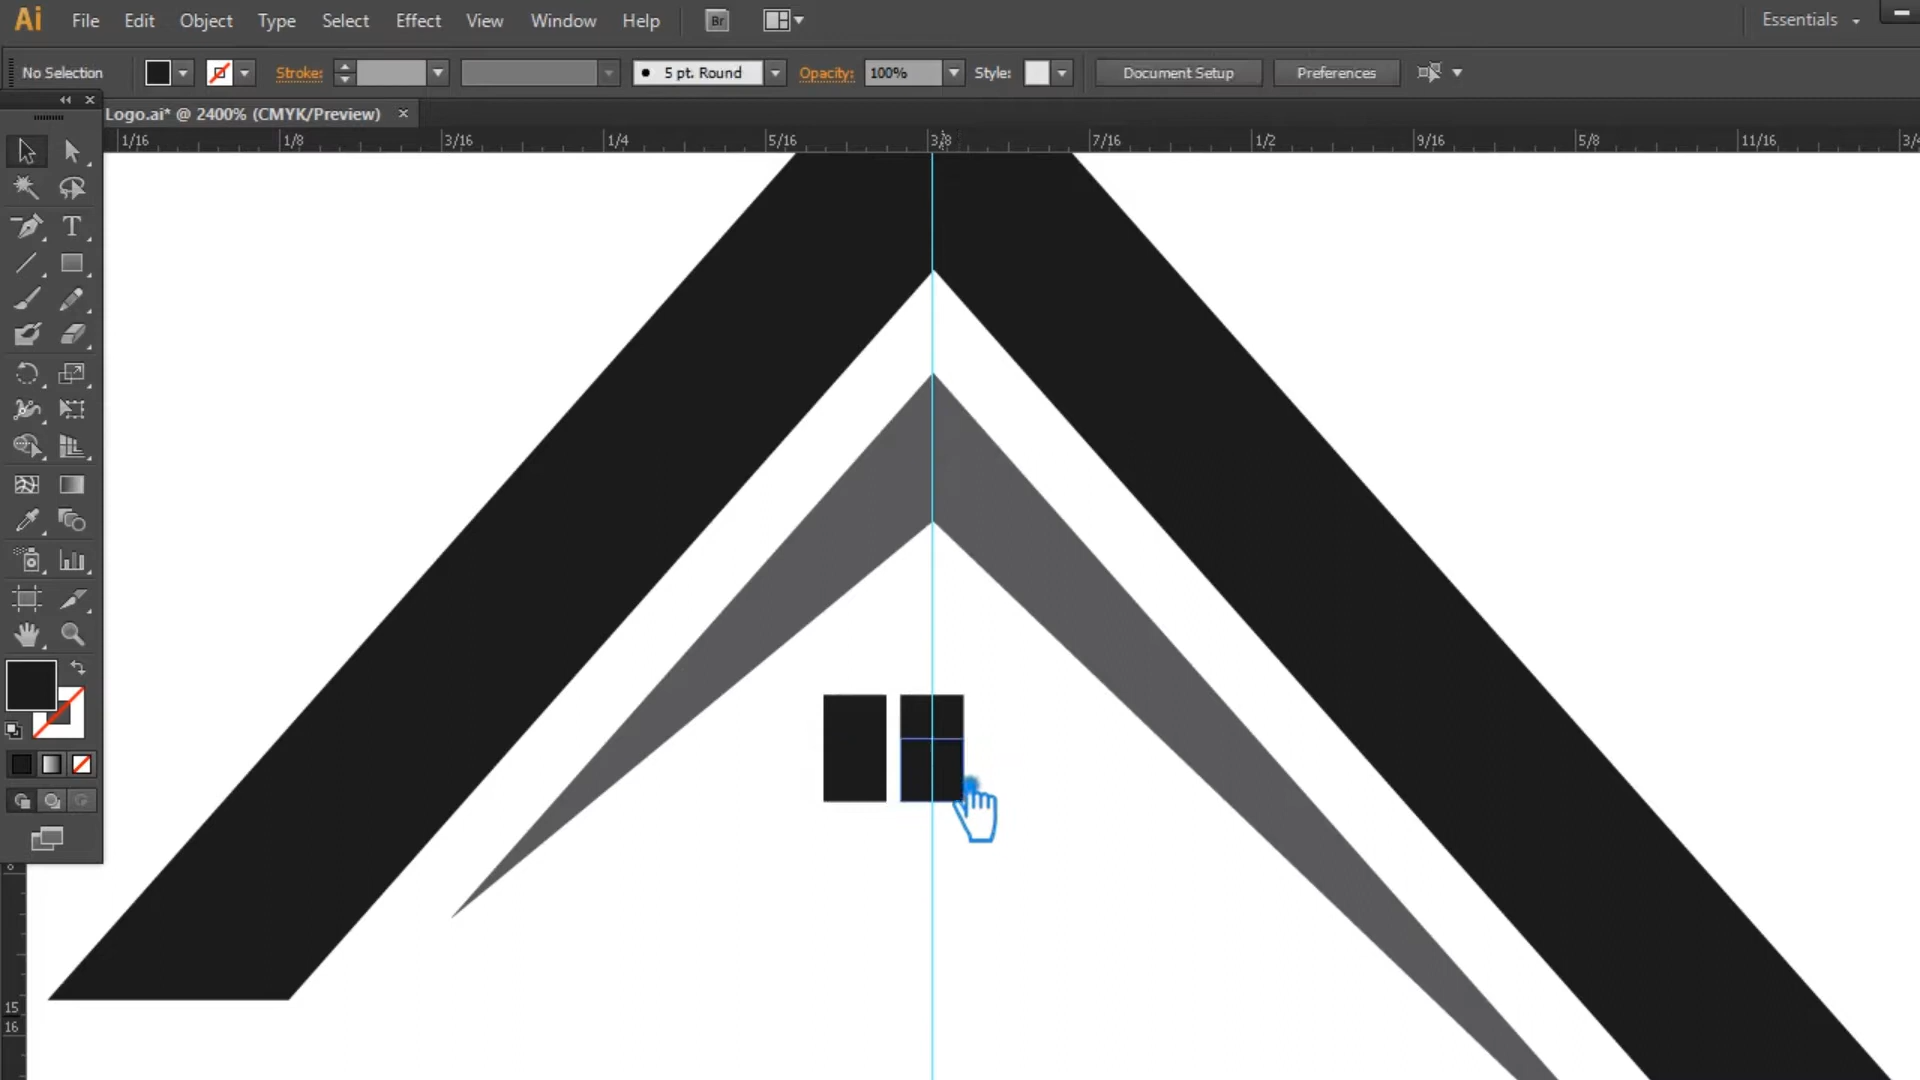 Ai File Edit Object Type Select Effect View Window Help Br Essentials
No Selection Stroke: 5 pt. Round Opacity: 100% Style: Document Setup Preferences
Logo.ai* @ 2400% (CMYK/Preview)
1/16 1/8 3/16 1/4 5/16 3/8 7/16 1/2 9/16 5/8 11/16 3/4
T
15
16